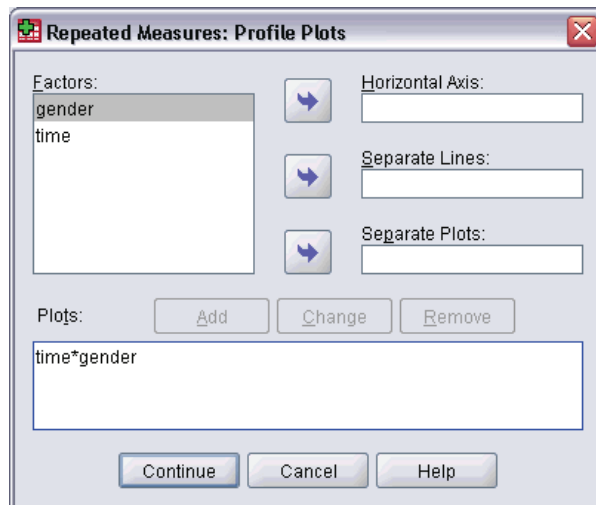 Repeated Measures: Profile Plots
Factors:
gender
time
Horizontal Axis:
Separate Lines:
Separate Plots:
Plots:
Add
Change
Remove
time*gender
Continue
Cancel
Help